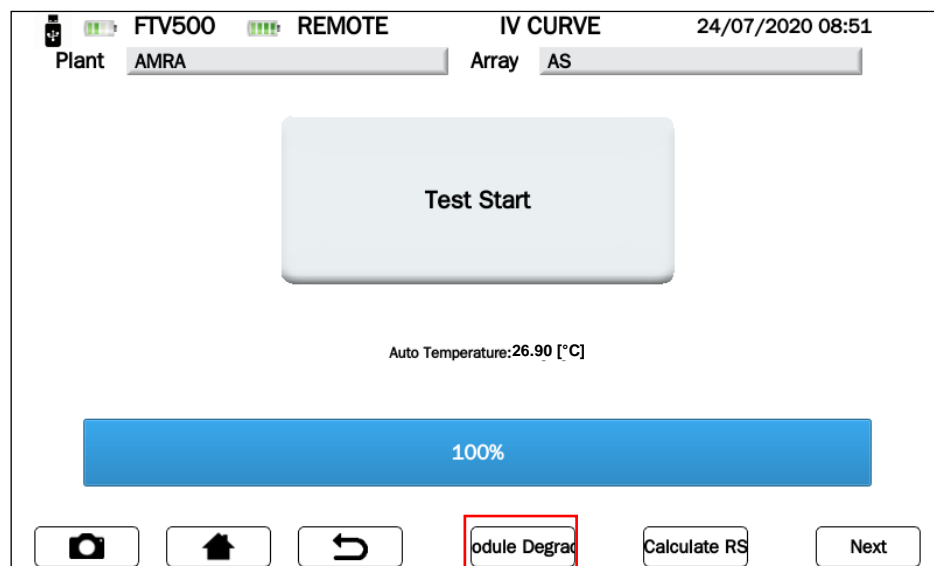 FTV500 REMOTE IV CURVE 24/07/2020 08:51
Plant AMRA Array AS
Test Start
Auto Temperature:26.90 [°C]
100%
odule Degrad Calculate RS Next